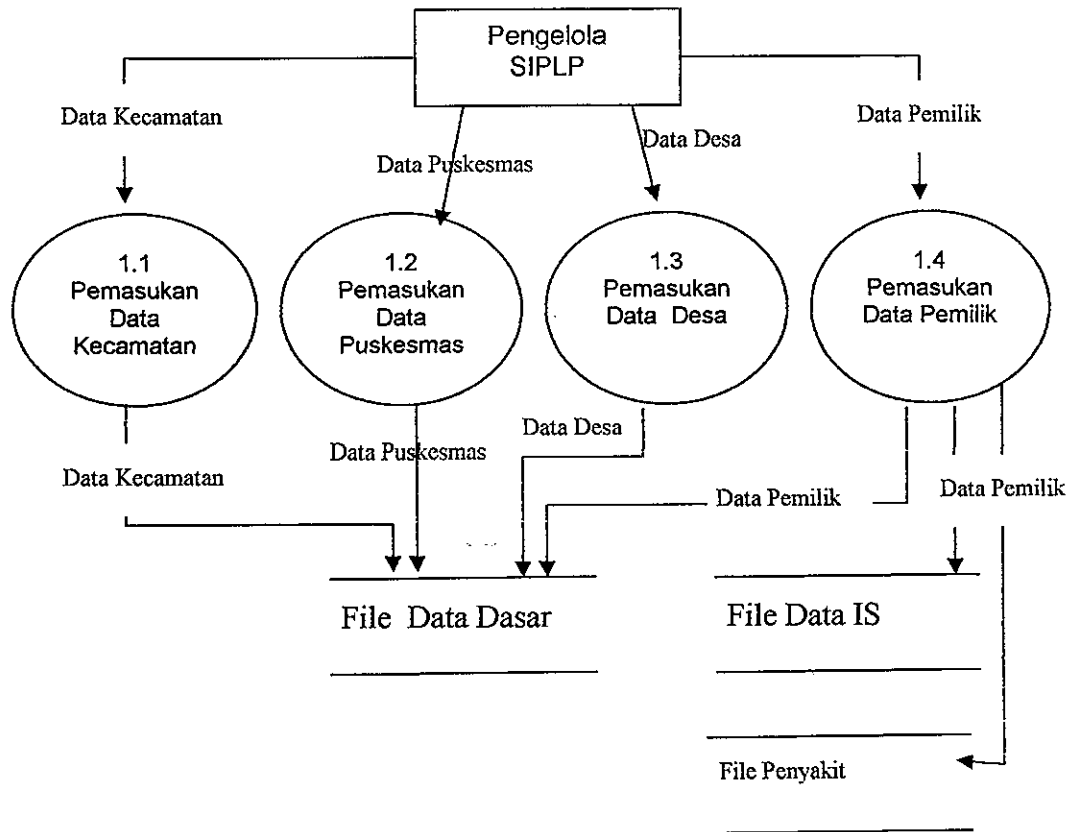 Pengelola
SIPLP
Data Kecamatan
Data Puskesmas
Data Desa
Data Pemilik
1.1
Pemasukan
Data
Kecamatan
1.2
Pemasukan
Data
Puskesmas
1.3
Pemasukan
Data Desa
1.4
Pemasukan
Data Pemilik
Data Kecamatan
Data Puskesmas
Data Desa
Data Pemilik
Data Pemilik
File Data Dasar
File Data IS
File Penyakit